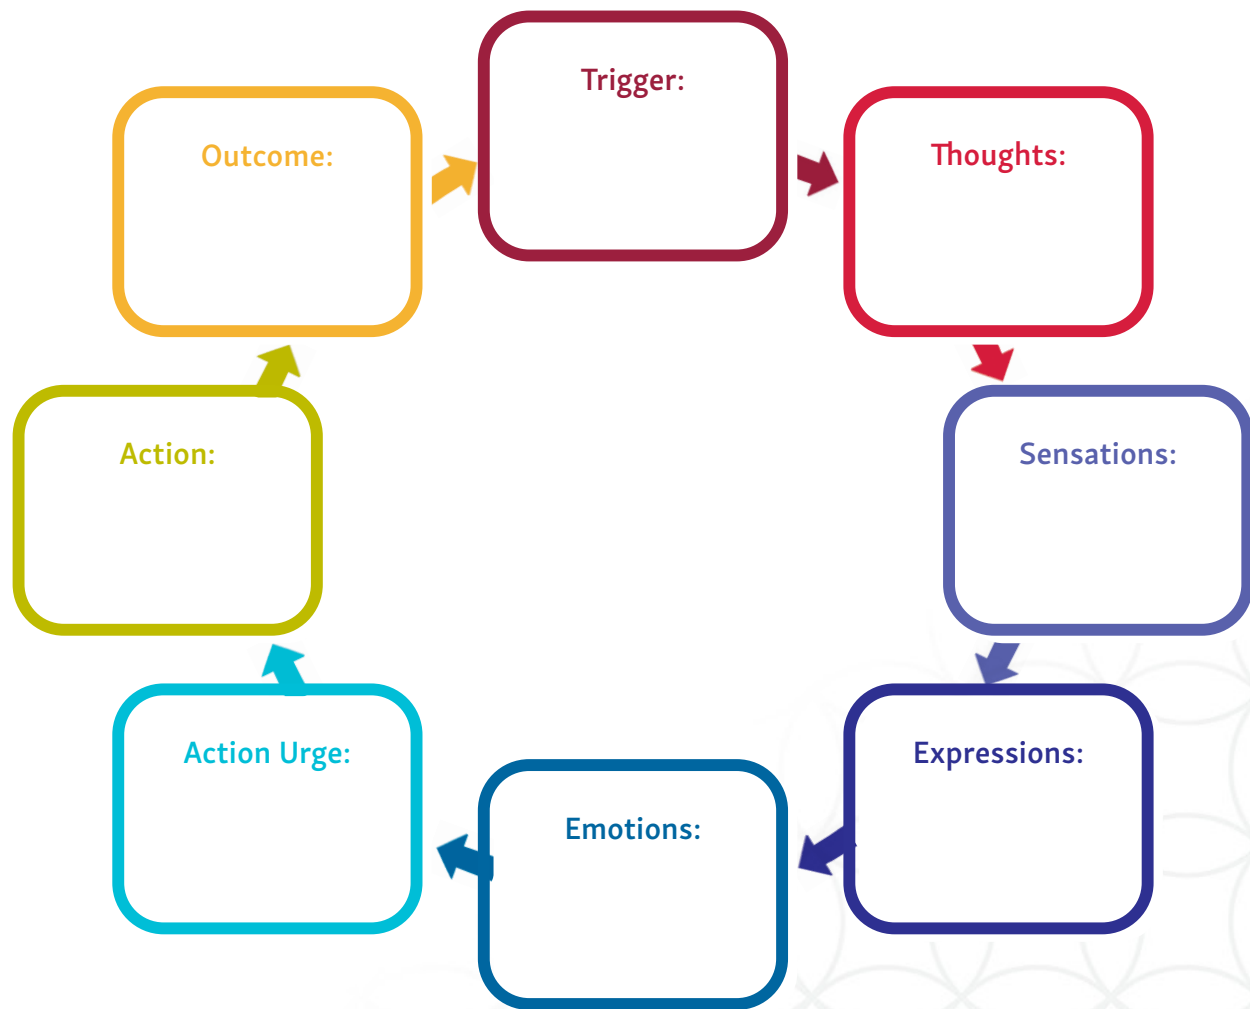 Trigger:
Thoughts:
Sensations:
Expressions:
Emotions:
Action Urge:
Action:
Outcome: